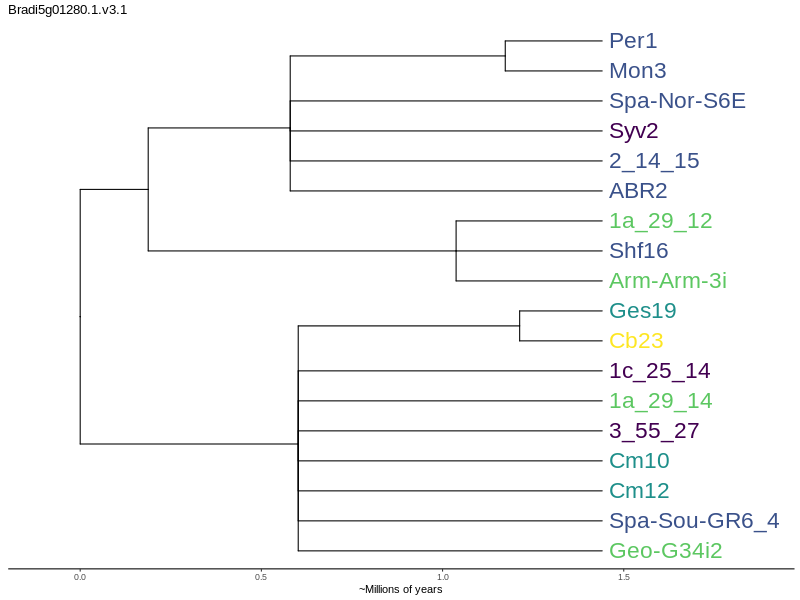 Bradi5g01280.1.v3.1
Per1
Mon3
Spa-Nor-S6E
Syv2
2_14_15
ABR2
1a_29_12
Shf16
Arm-Arm-3i
Ges19
Cb23
1c_25_14
1a_29_14
3_55_27
Cm10
Cm12
Spa-Sou-GR6_4
Geo-G34i2
0.0 0.5 1.0 1.5
~Millions of years